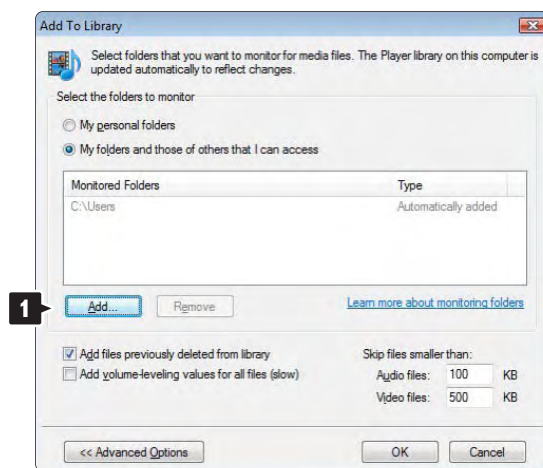 Add To Library
Select folders that you want to monitor for media files. The Player library on this computer is
updated automatically to reflect changes.
Select the folders to monitor
My personal folders
My folders and those of others that I can access
Monitored Folders Type
C:\Users Automatically added
1
Add... Remove Learn more about monitoring folders
Add files previously deleted from library Skip files smaller than:
Add volume-leveling values for all files (slow) Audio files: 100 KB
Video files: 500 KB
<< Advanced Options OK Cancel